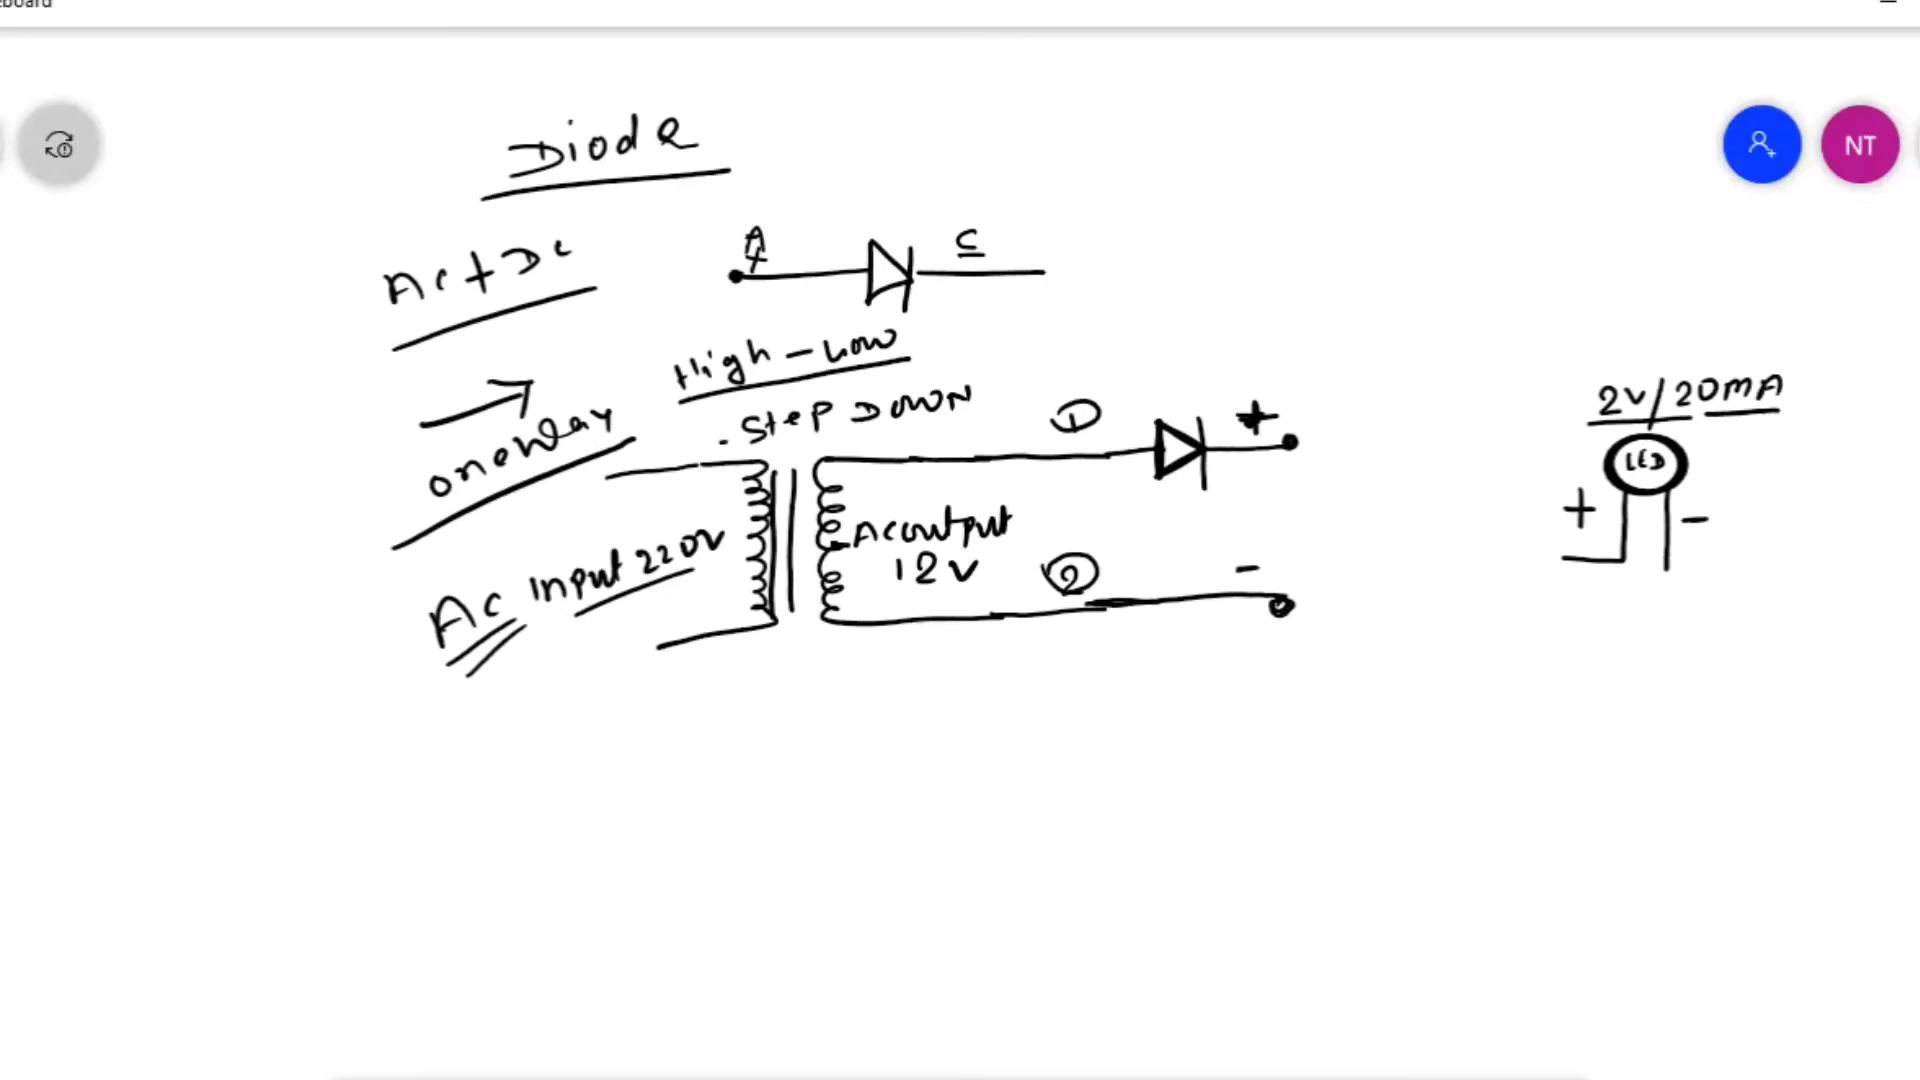 eboard
NT
Diode
AC+DC
A
C
High - Low
Step DOWN
oneway
AC input 220V
AC output
12V
1
+
2
-
2V/20mA
LED
+
-